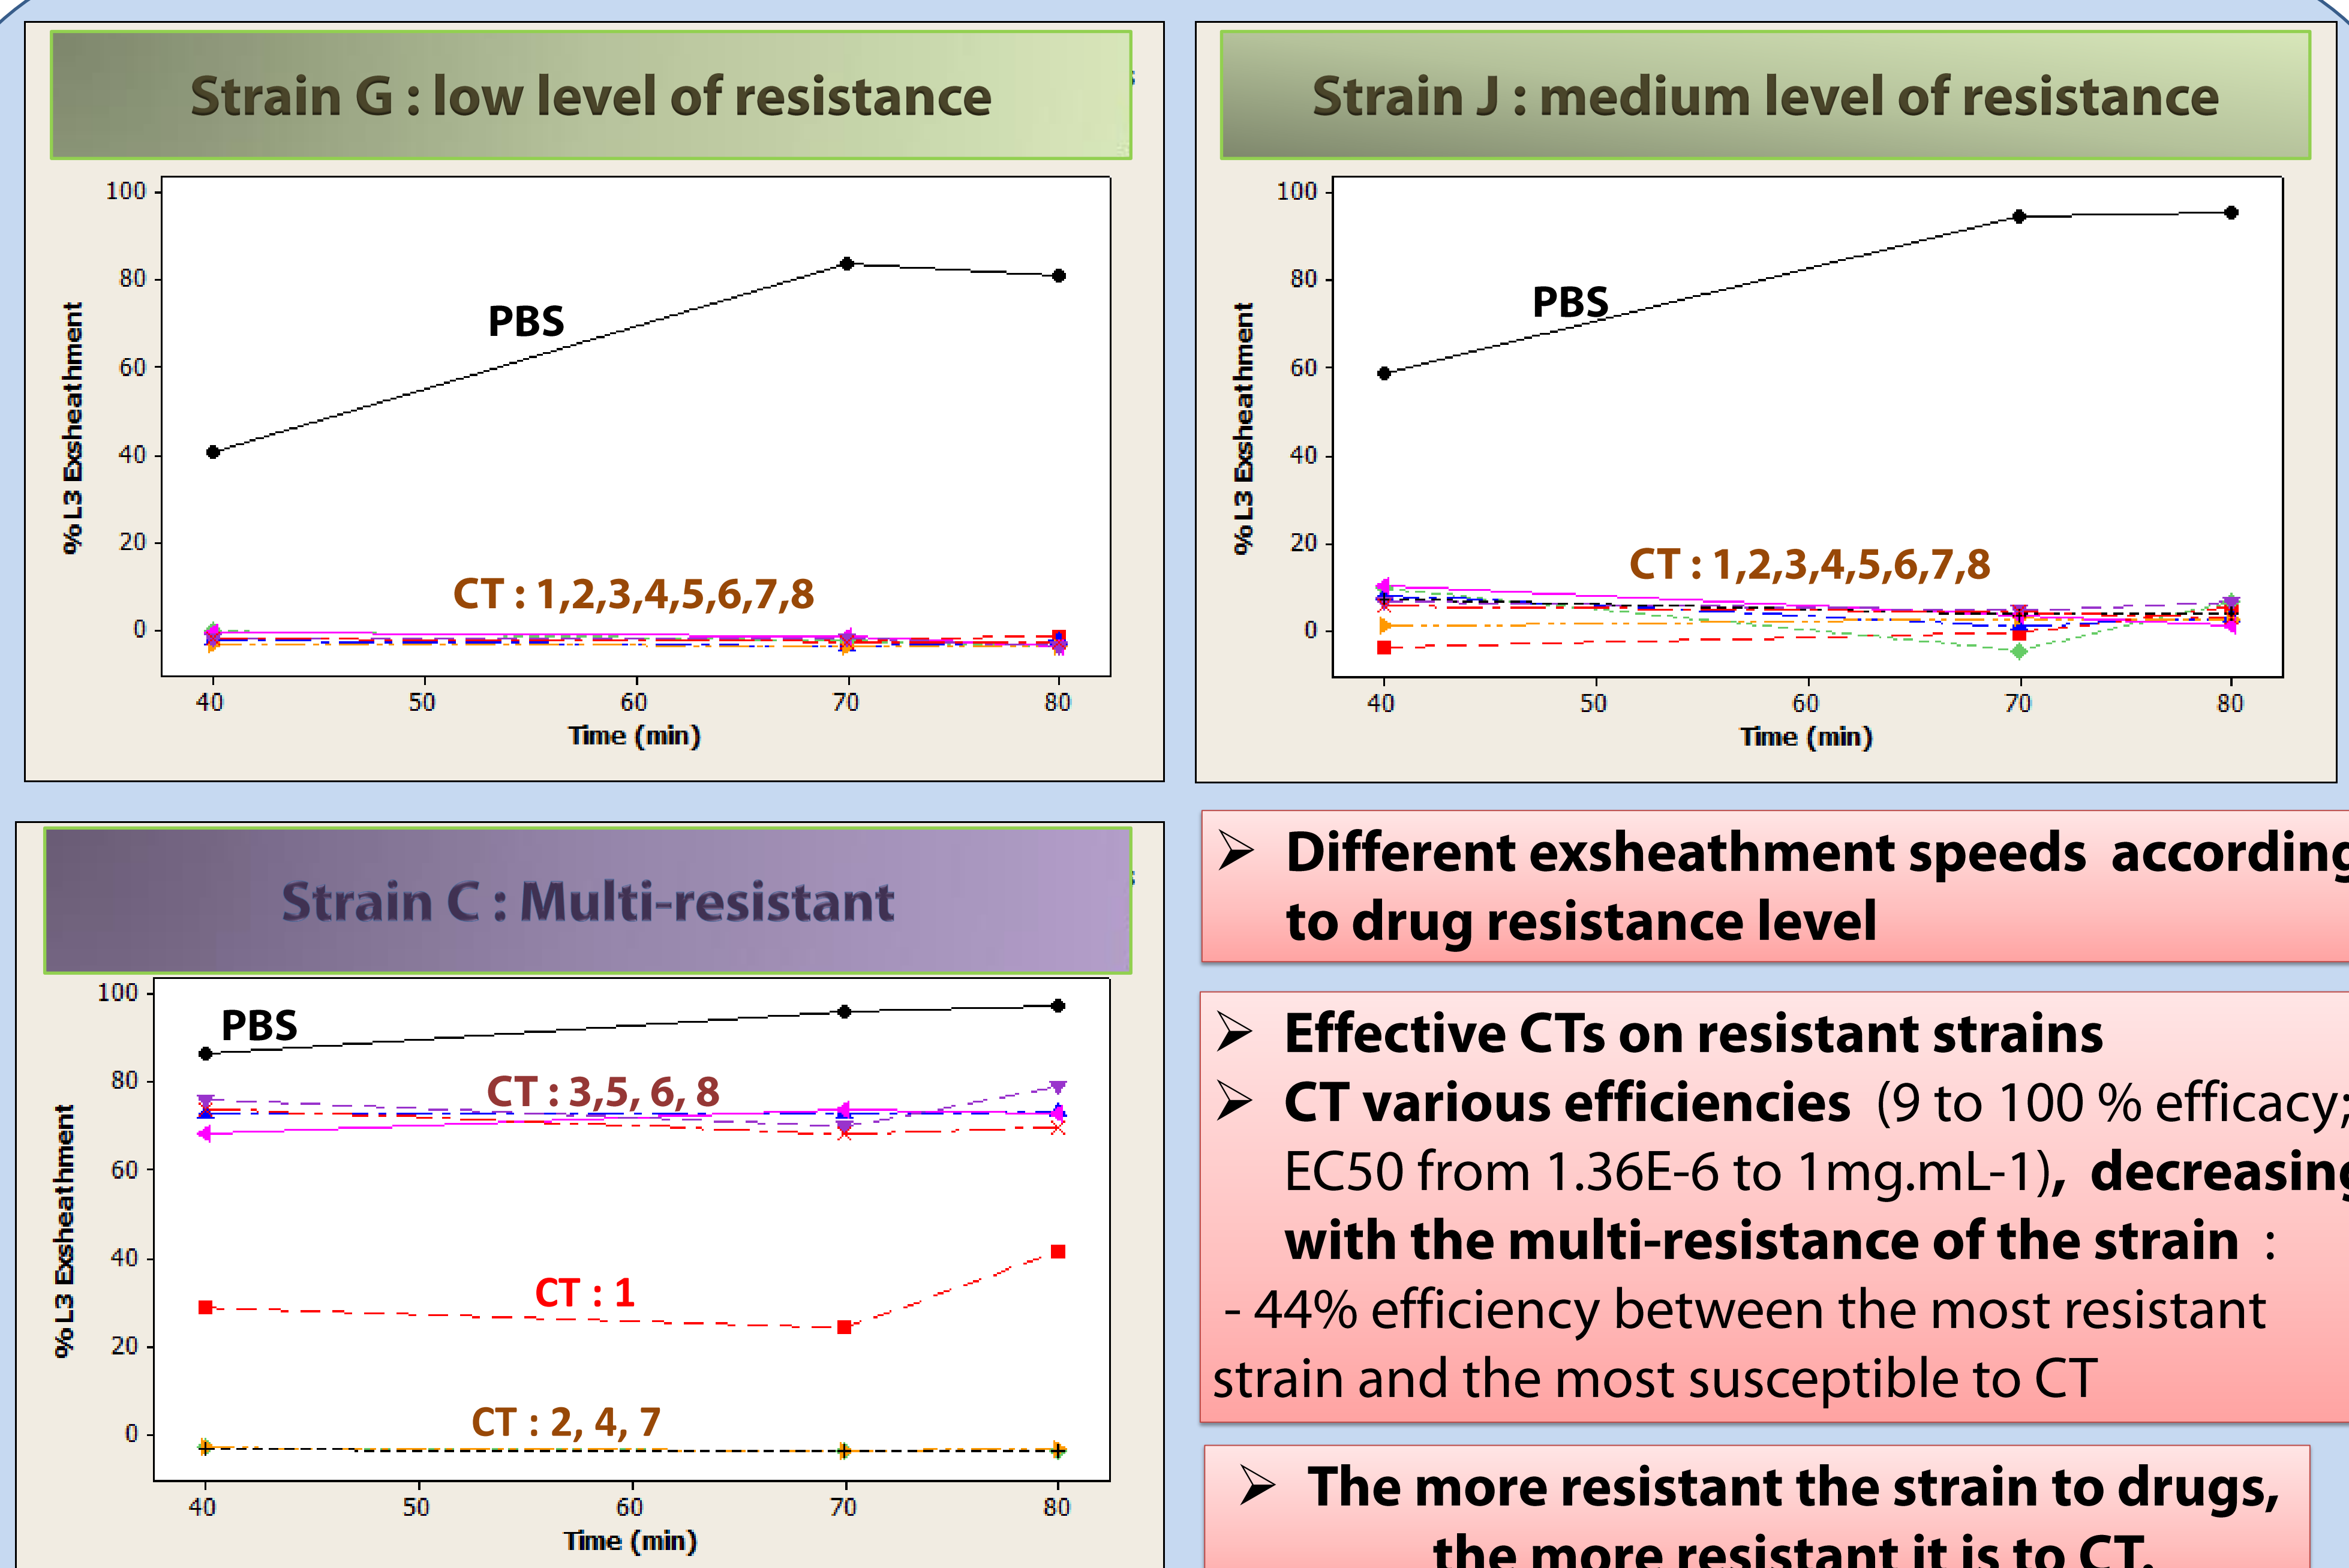 Strain G : low level of resistance
100
80
60
40
20
0
% L3 Exsheathment
PBS
CT : 1,2,3,4,5,6,7,8
40 50 60 70 80
Time (min)
Strain J : medium level of resistance
100
80
60
40
20
0
% L3 Exsheathment
PBS
CT : 1,2,3,4,5,6,7,8
40 50 60 70 80
Time (min)
Strain C : Multi-resistant
100
80
60
40
20
0
% L3 Exsheathment
PBS
CT : 3,5, 6, 8
CT : 1
CT : 2, 4, 7
40 50 60 70 80
Time (min)
➢ Different exsheathment speeds according
to drug resistance level
➢ Effective CTs on resistant strains
➢ CT various efficiencies (9 to 100 % efficacy;
EC50 from 1.36E-6 to 1mg.mL-1), decreasing
with the multi-resistance of the strain :
- 44% efficiency between the most resistant
strain and the most susceptible to CT
➢ The more resistant the strain to drugs,
the more resistant it is to CT.